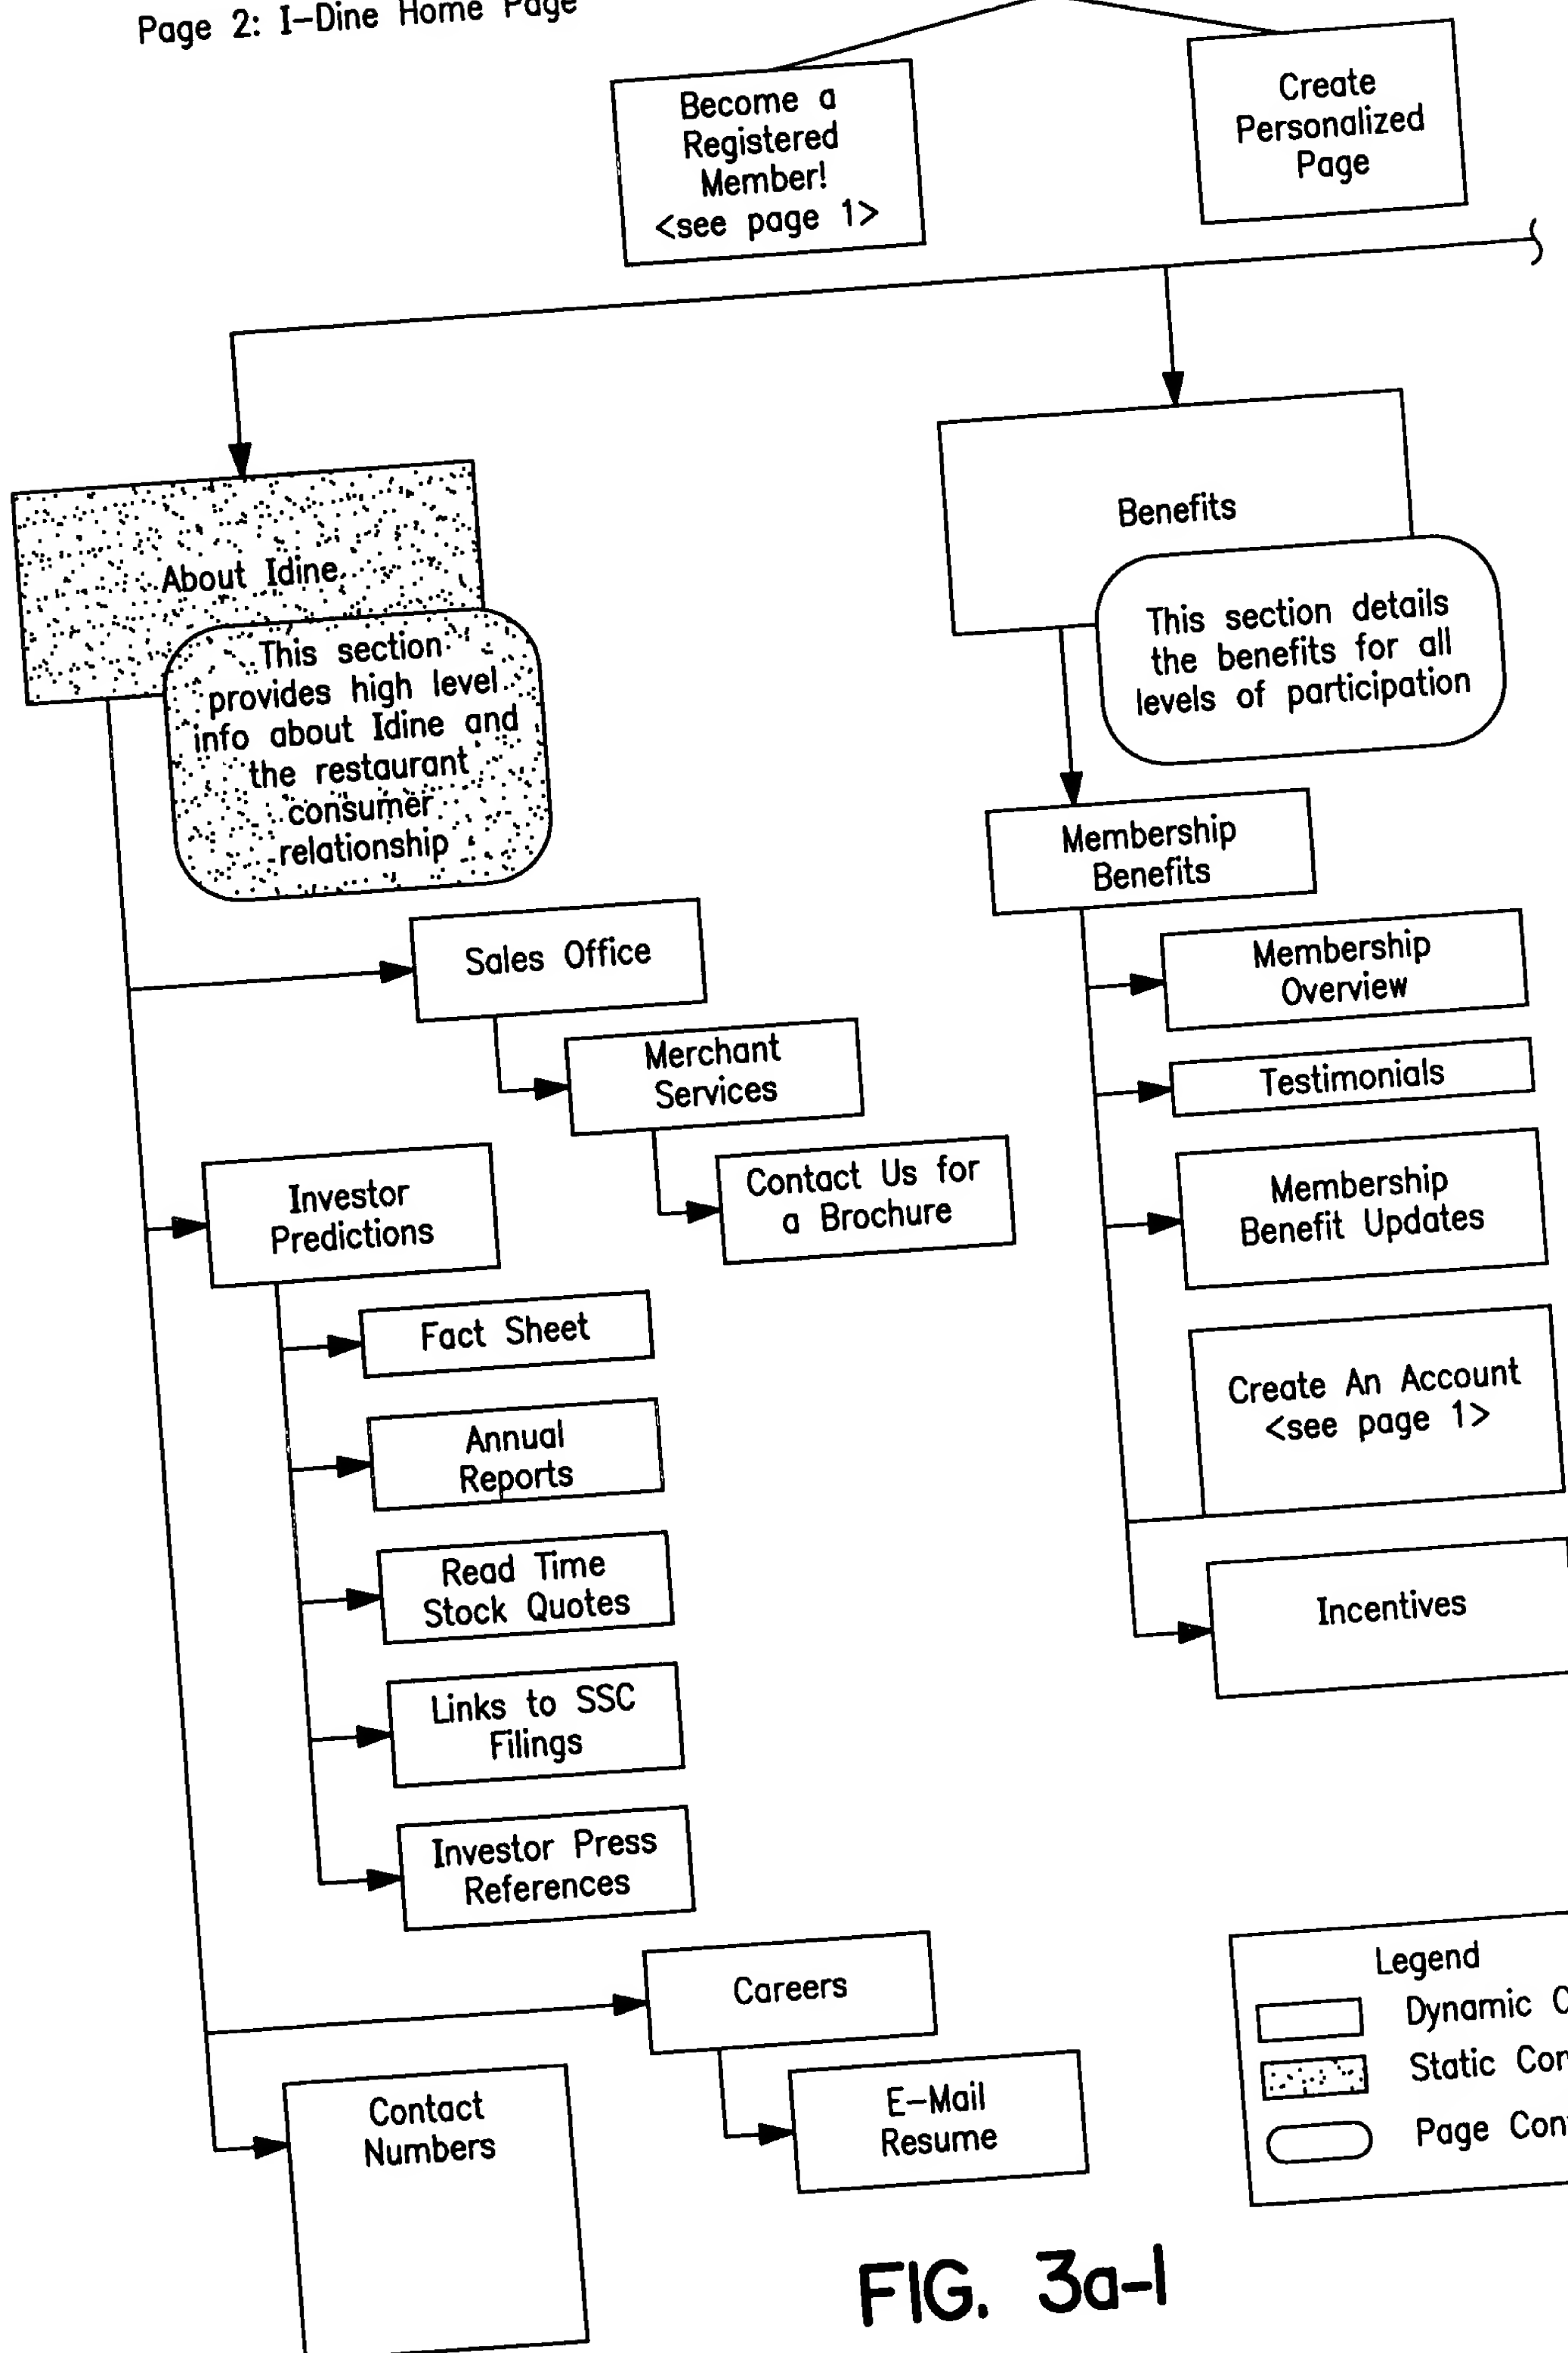 Page 2: I-Dine Home Page
Become a
Registered
Member!
<see page 1>
Create
Personalized
Page
About Idine
This section
provides high level
info about Idine and
the restaurant
consumer
relationship
Benefits
This section details
the benefits for all
levels of participation
Sales Office
Merchant
Services
Contact Us for
a Brochure
Investor
Predictions
Fact Sheet
Annual
Reports
Read Time
Stock Quotes
Links to SSC
Filings
Investor Press
References
Careers
E-Mail
Resume
Contact
Numbers
Membership
Benefits
Membership
Overview
Testimonials
Membership
Benefit Updates
Create An Account
<see page 1>
Incentives
Legend
Dynamic
Static
Page
FIG. 3a-1